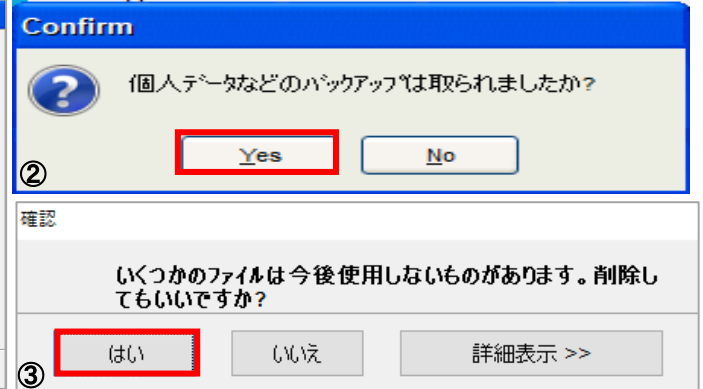 Confirm
個人データなどのバックアップは取られましたか?
Yes No
②
確認
いくつかのファイルは今後使用しないものがあります。削除し
てもいいですか?
はい いいえ 詳細表示 >>
③